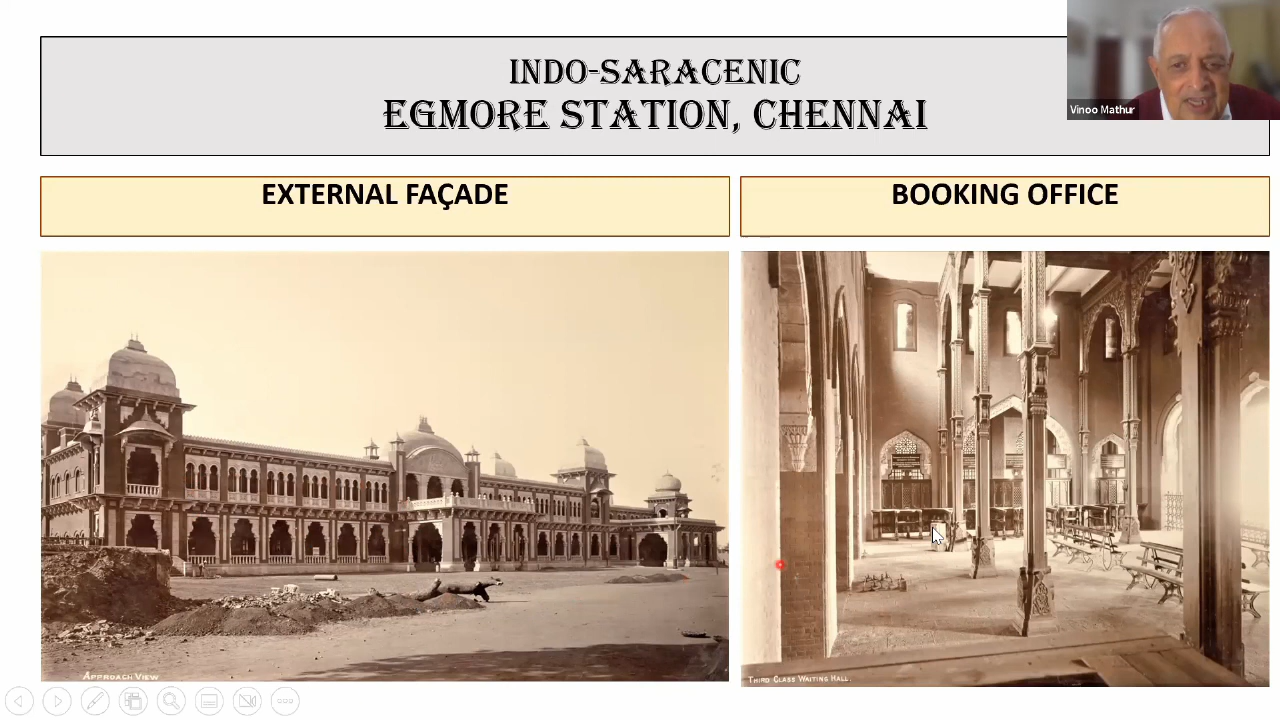 INDO-SARACENIC
EGMORE STATION, CHENNAI
Vinoo Mathur
EXTERNAL FAÇADE
BOOKING OFFICE
APPROACH VIEW
THIRD CLASS WAITING HALL.